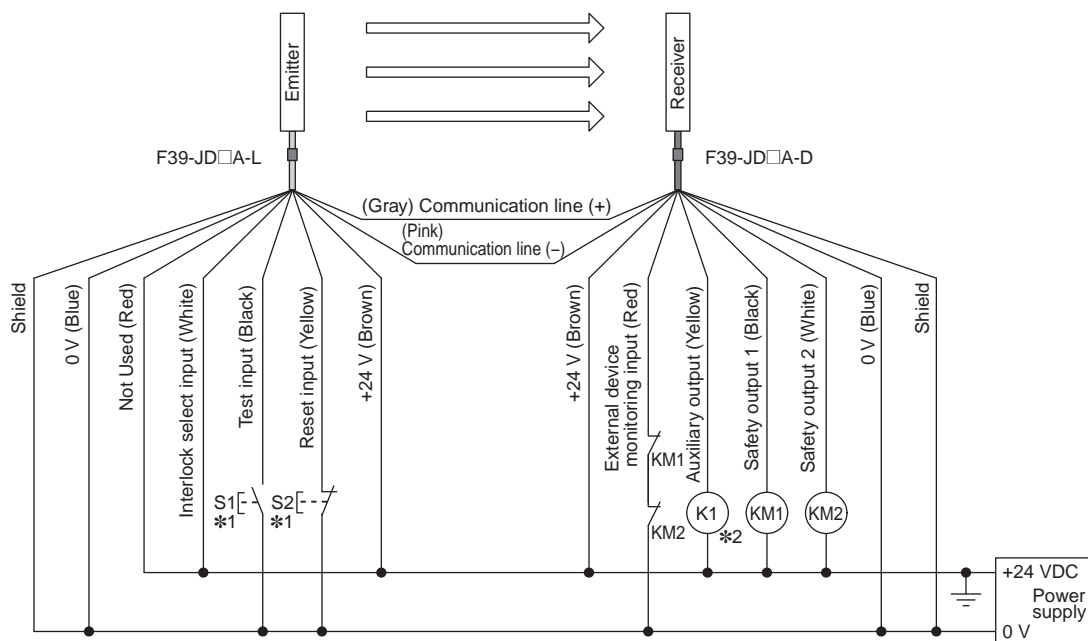 Emitter
Receiver
F39-JD□A-L
F39-JD□A-D
(Gray) Communication line (+)
(Pink)
Communication line (–)
Shield
0 V (Blue)
Not Used (Red)
Interlock select input (White)
Test input (Black)
Reset input (Yellow)
+24 V (Brown)
+24 V (Brown)
External device
monitoring input (Red)
Auxiliary output (Yellow)
Safety output 1 (Black)
Safety output 2 (White)
0 V (Blue)
Shield
S1
*1
S2
*1
KM1
KM2
K1
*2
KM1
KM2
+24 VDC
Power
supply
0 V